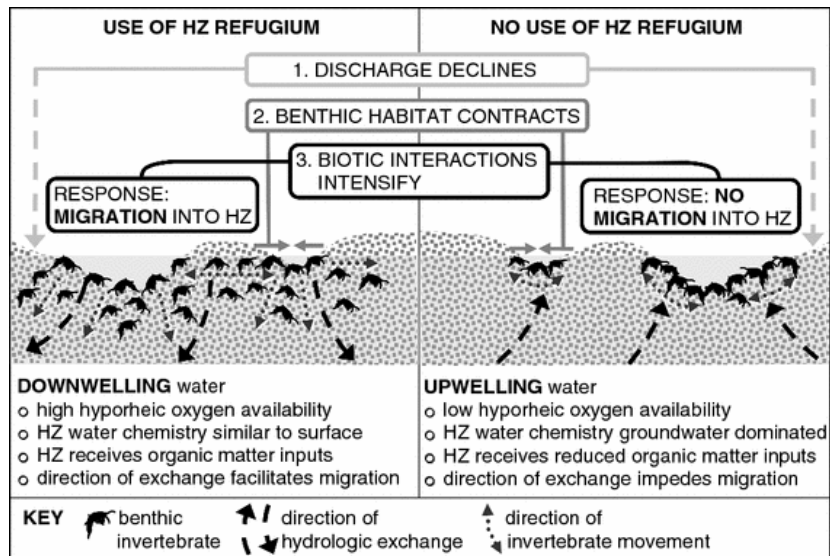 USE OF HZ REFUGIUM
NO USE OF HZ REFUGIUM
1. DISCHARGE DECLINES
2. BENTHIC HABITAT CONTRACTS
3. BIOTIC INTERACTIONS
INTENSIFY
RESPONSE:
MIGRATION INTO HZ
RESPONSE: NO
MIGRATION INTO HZ
DOWNWELLING water
o high hyporheic oxygen availability
o HZ water chemistry similar to surface
o HZ receives organic matter inputs
o direction of exchange facilitates migration
UPWELLING water
o low hyporheic oxygen availability
o HZ water chemistry groundwater dominated
o HZ receives reduced organic matter inputs
o direction of exchange impedes migration
KEY
benthic
invertebrate
direction of
hydrologic exchange
direction of
invertebrate movement